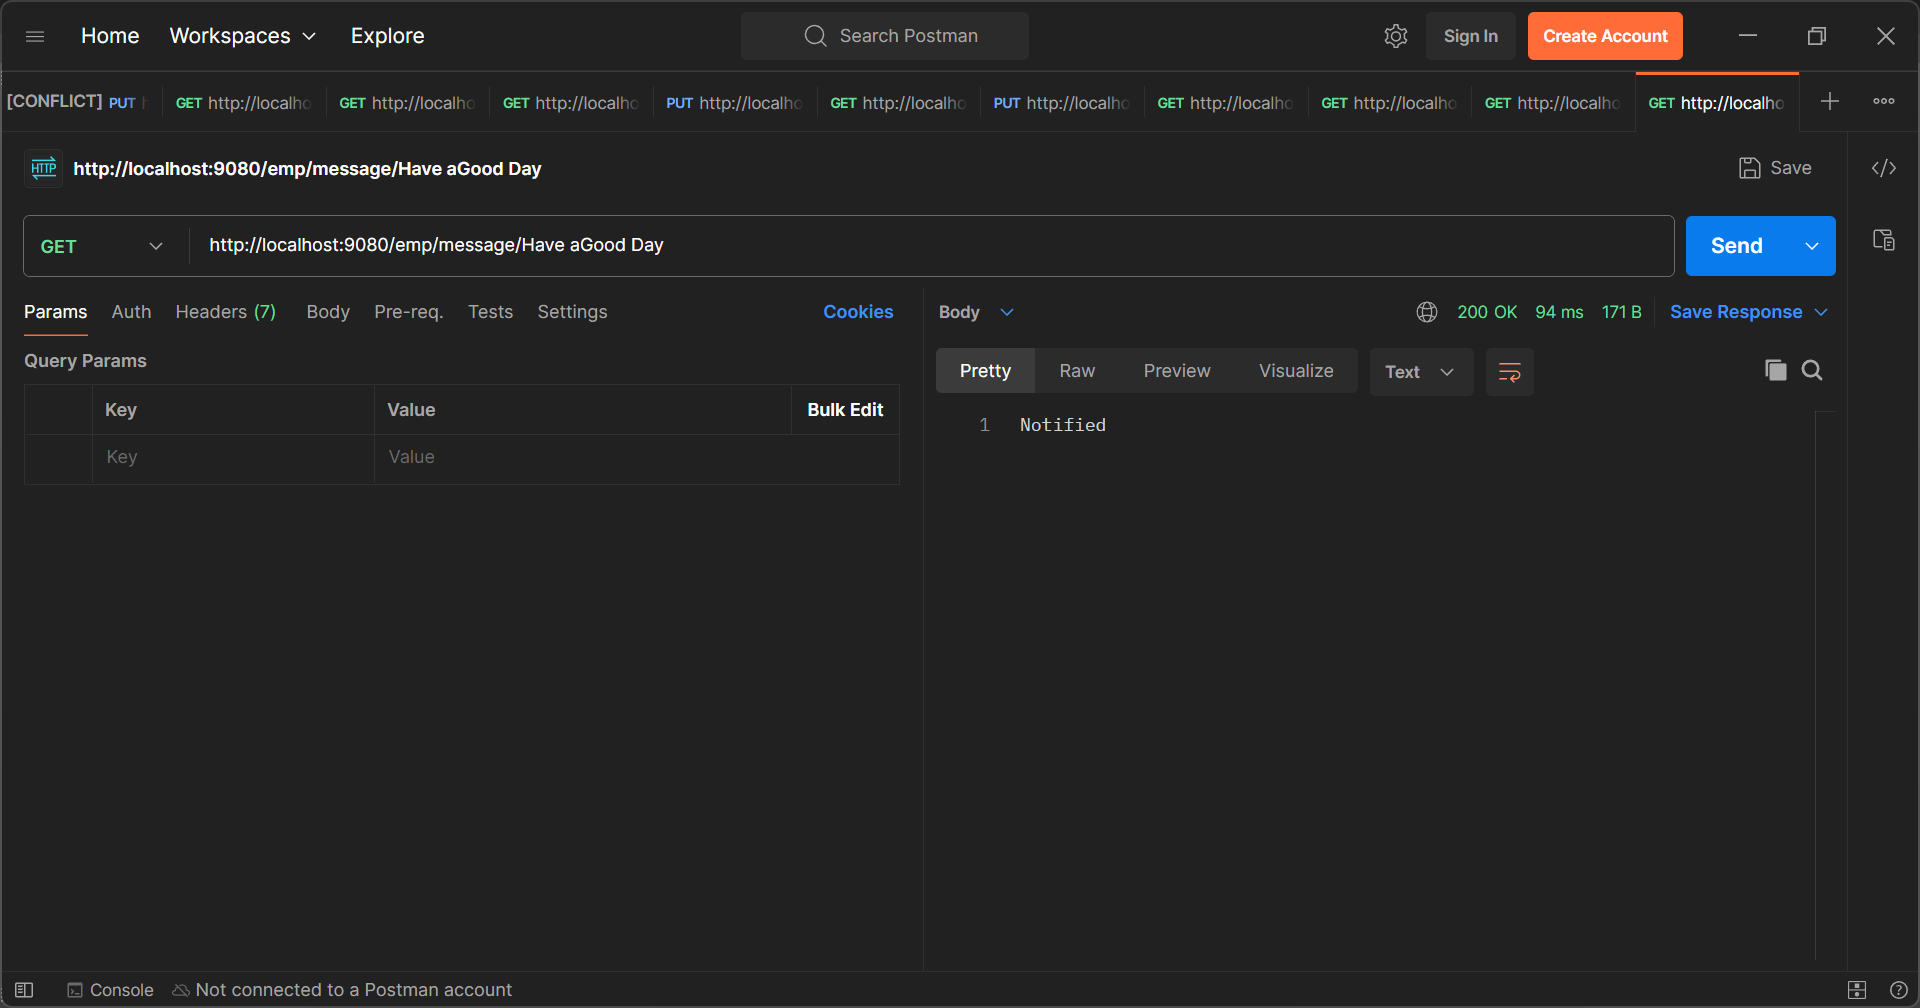 Home Workspaces Explore Search Postman Sign In Create Account
[CONFLICT] PUT h GET http://localho GET http://localho GET http://localho PUT http://localho GET http://localho PUT http://localho GET http://localho GET http://localho GET http://localho GET http://localho
HTTP http://localhost:9080/emp/message/Have aGood Day Save </>
GET http://localhost:9080/emp/message/Have aGood Day Send
Params Auth Headers (7) Body Pre-req. Tests Settings Cookies
Body 200 OK 94 ms 171 B Save Response
Query Params
Pretty Raw Preview Visualize Text
Key Value Bulk Edit
Key Value
1 Notified
Console Not connected to a Postman account